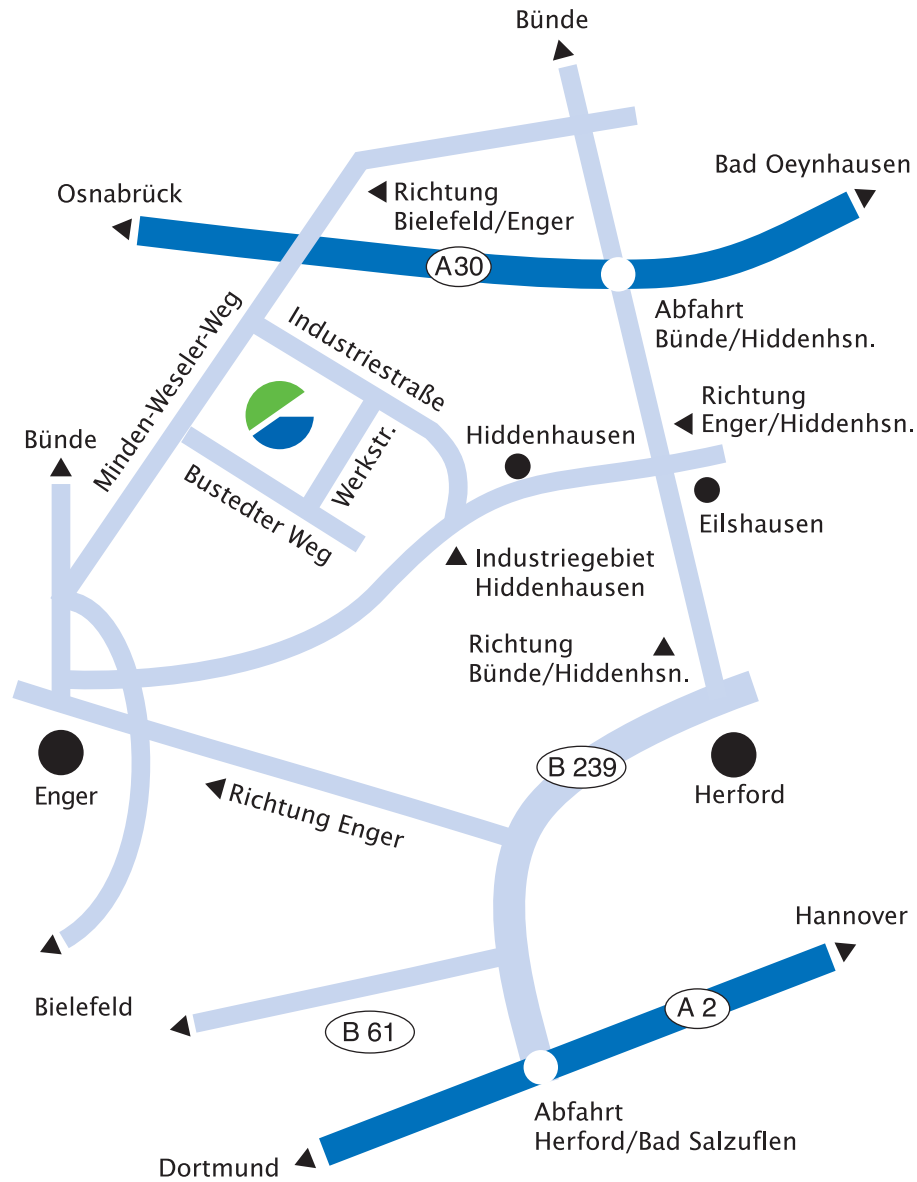 Bünde
Bad Oeynhausen
Osnabrück
Richtung
Bielefeld/Enger
A30
Abfahrt
Bünde/Hiddenhsn.
Minden-Weseler-Weg
Industriestraße
Richtung
Enger/Hiddenhsn.
Bünde
Hiddenhausen
Werkstr.
Bustedter Weg
Eilshausen
Industriegebiet
Hiddenhausen
Richtung
Bünde/Hiddenhsn.
B 239
Enger
Richtung Enger
Herford
Hannover
Bielefeld
A 2
B 61
Abfahrt
Herford/Bad Salzuflen
Dortmund